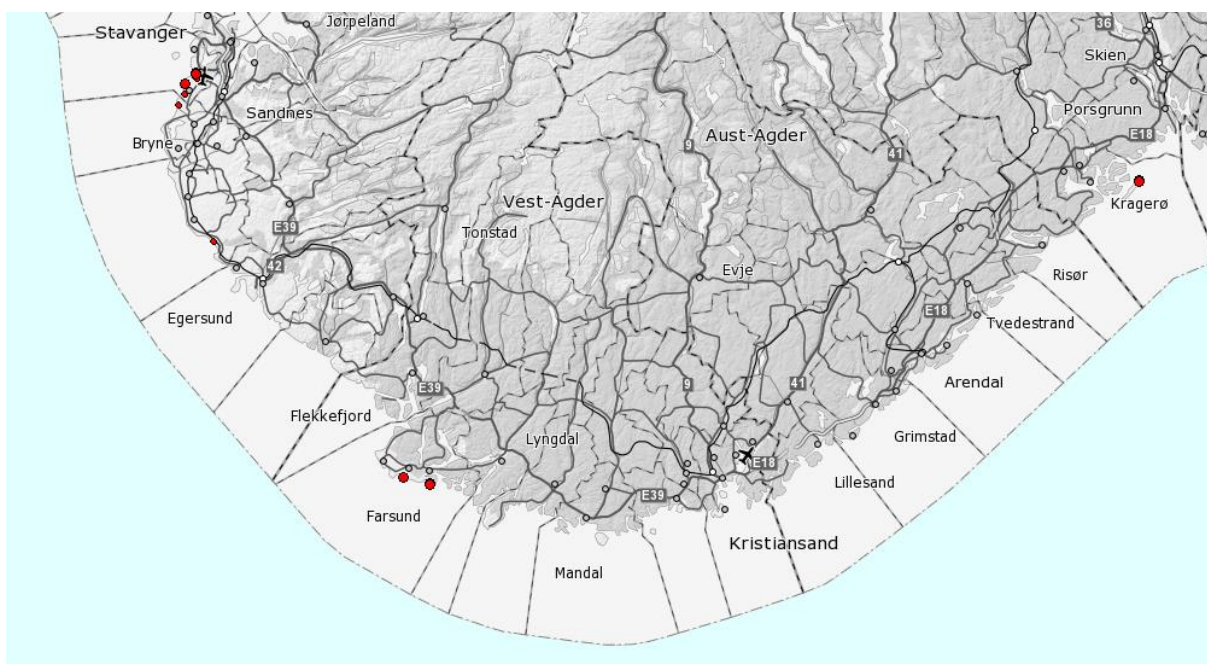 Jørpeland
36
Stavanger
Skien
Sandnes
Porsgrunn
Aust-Agder
E18
Bryne
9
41
Vest-Agder
Kragerø
E39
Tonstad
42
Evje
Risør
Egersund
E18
Tvedestrand
Arendal
E39
9
41
Flekkefjord
Lyngdal
Grimstad
E18
Lillesand
E39
Farsund
Kristiansand
Mandal